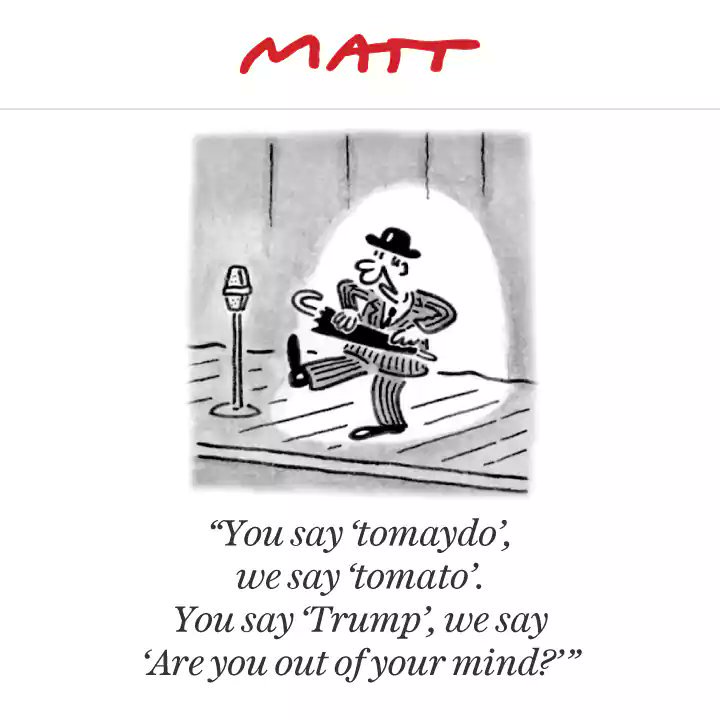 MATT
“You say ‘tomaydo’,
we say ‘tomato’.
You say ‘Trump’, we say
‘Are you out of your mind?’”